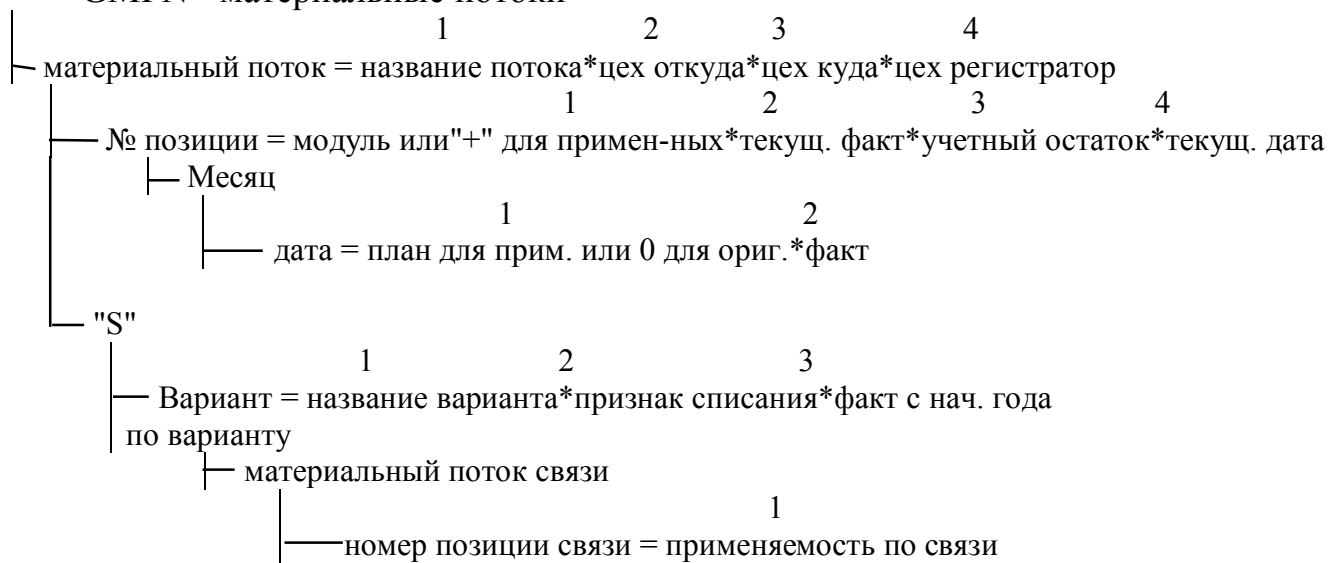 1 2 3 4
материальный поток = название потока*цех откуда*цех куда*цех регистратор
1 2 3 4
№ позиции = модуль или"+" для примен-ных*текущ. факт*учетный остаток*текущ. дата
Месяц
1 2
дата = план для прим. или 0 для ориг.*факт
"S"
1 2 3
Вариант = название варианта*признак списания*факт с нач. года
по варианту
материальный поток связи
1
номер позиции связи = применяемость по связи